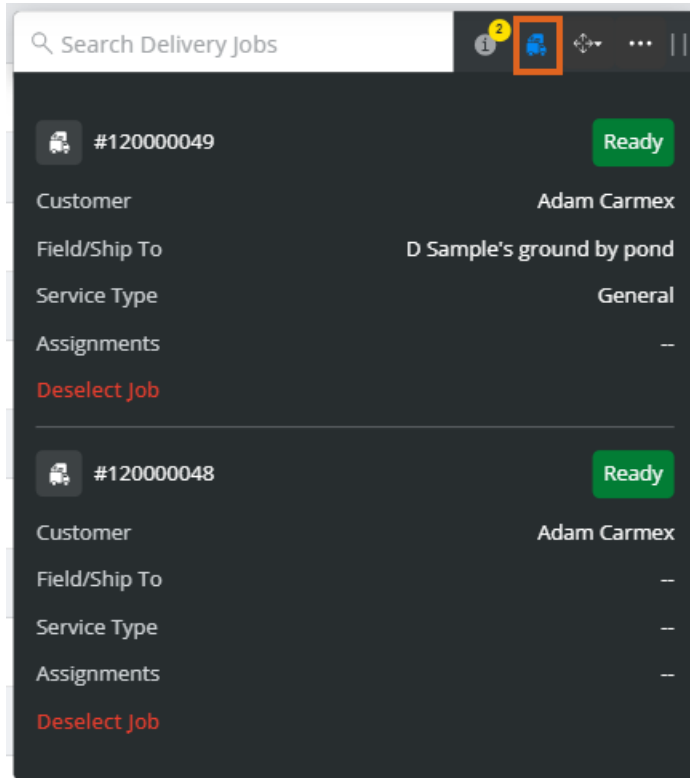 Search Delivery Jobs 2
#120000049 Ready
Customer Adam Carmex
Field/Ship To D Sample's ground by pond
Service Type General
Assignments --
Deselect Job
#120000048 Ready
Customer Adam Carmex
Field/Ship To --
Service Type --
Assignments --
Deselect Job